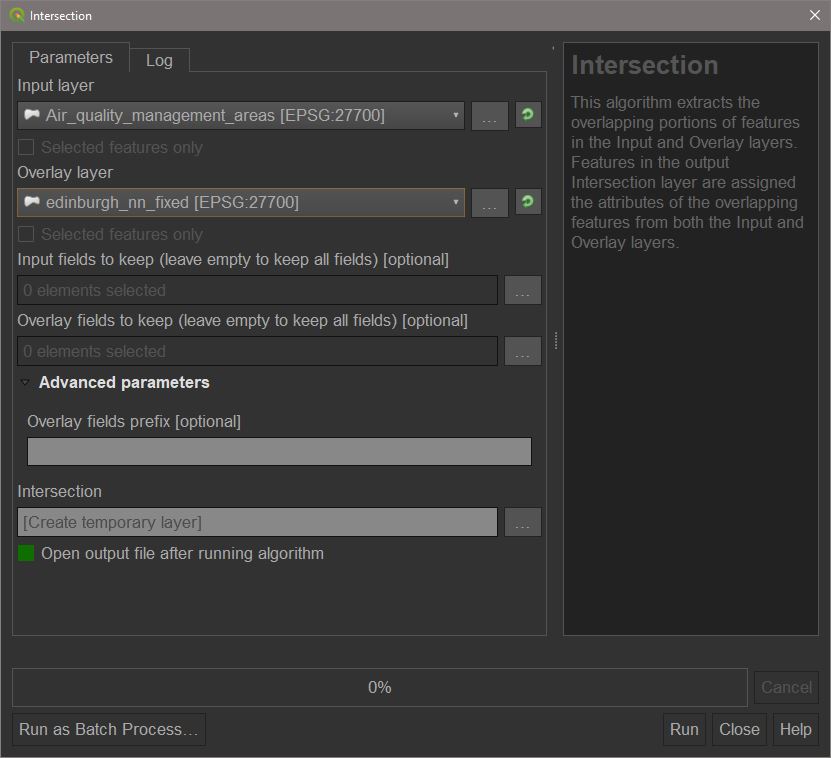 Intersection
Parameters
Log
Input layer
Air_quality_management_areas [EPSG:27700]
...
Selected features only
Overlay layer
edinburgh_nn_fixed [EPSG:27700]
...
Selected features only
Input fields to keep (leave empty to keep all fields) [optional]
0 elements selected
...
Overlay fields to keep (leave empty to keep all fields) [optional]
0 elements selected
...
Advanced parameters
Overlay fields prefix [optional]
Intersection
[Create temporary layer]
...
Open output file after running algorithm
Intersection
This algorithm extracts the
overlapping portions of features
in the Input and Overlay layers.
Features in the output
Intersection layer are assigned
the attributes of the overlapping
features from both the Input and
Overlay layers.
0%
Cancel
Run as Batch Process...
Run
Close
Help